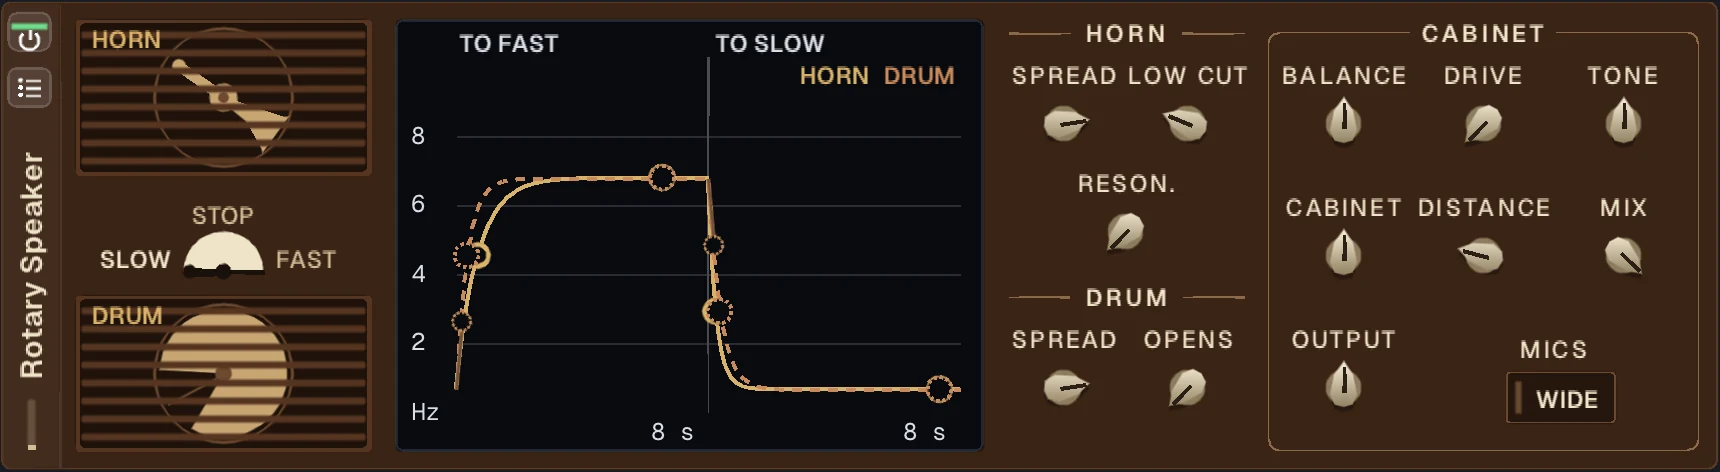 Rotary Speaker
HORN
STOP
SLOW
FAST
DRUM
TO FAST
TO SLOW
HORN DRUM
8
6
4
2
Hz
8 s
8 s
HORN
SPREAD
LOW CUT
RESON.
DRUM
SPREAD
OPENS
CABINET
BALANCE
DRIVE
TONE
CABINET
DISTANCE
MIX
OUTPUT
MICS
WIDE